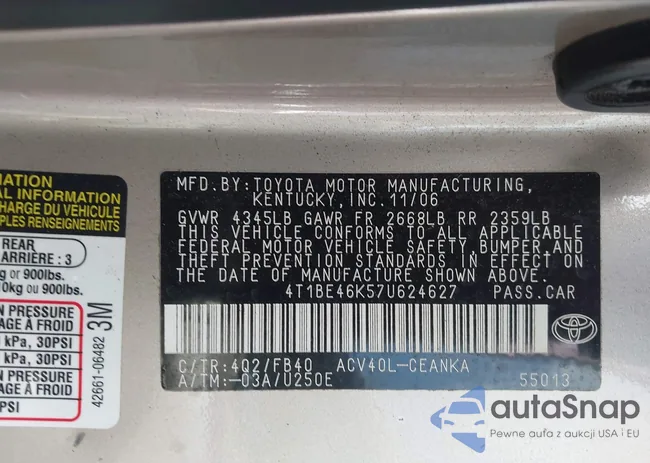 MATION
AL INFORMATION
CHARGE DU VEHICULE
PLES RENSEIGNEMENTS
REAR
ARRIÈRE : 3
g or 900lbs.
10kg ou 900lbs.
N PRESSURE
AGE À FROID
kPa, 30PSI
kPa, 30PSI
N PRESSURE
AGE À FROID
PSI
42661-06482 3M
MFD.BY:TOYOTA MOTOR MANUFACTURING,
KENTUCKY,INC.11/06
GVWR 4345LB GAWR FR 2668LB RR 2359LB
THIS VEHICLE CONFORMS TO ALL APPLICABLE
FEDERAL MOTOR VEHICLE SAFETY,BUMPER,AND
THEFT PREVENTION STANDARDS IN EFFECT ON
THE DATE OF MANUFACTURE SHOWN ABOVE.
4T1BE46K57U624627 PASS.CAR
C/TR:4Q2/FB40 ACV40L-CEANKA
A/TM:-03A/U250E 55013
autaSnap
Pewne auta z aukcji USA i EU